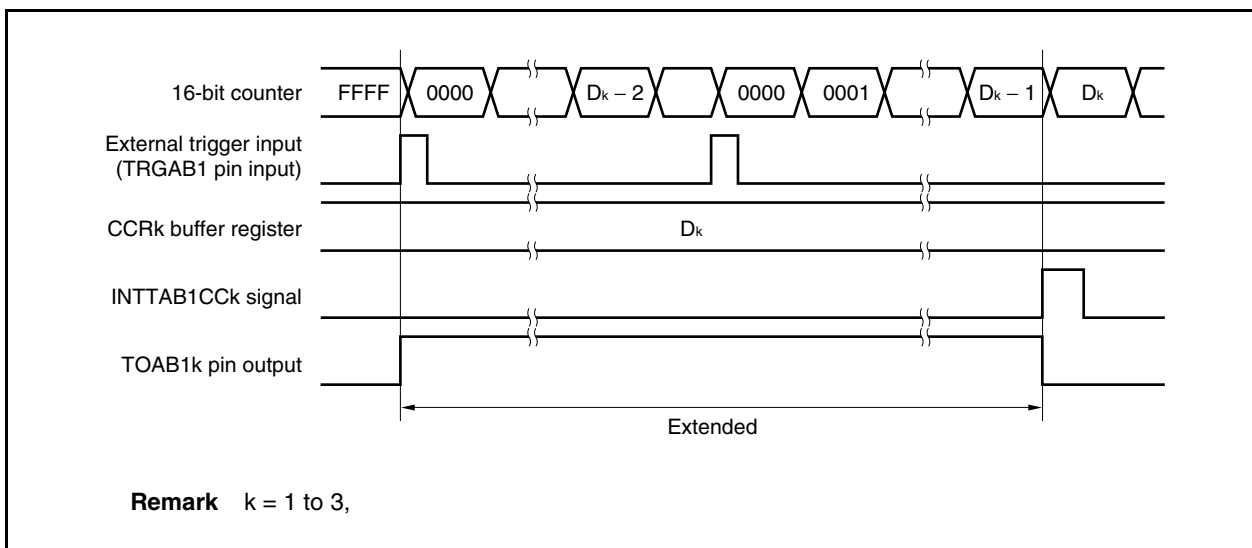 16-bit counter FFFF 0000 Dk – 2 0000 0001 Dk – 1 Dk
External trigger input
(TRGAB1 pin input)
CCRk buffer register Dk
INTTAB1CCk signal
TOAB1k pin output
Extended
Remark k = 1 to 3,